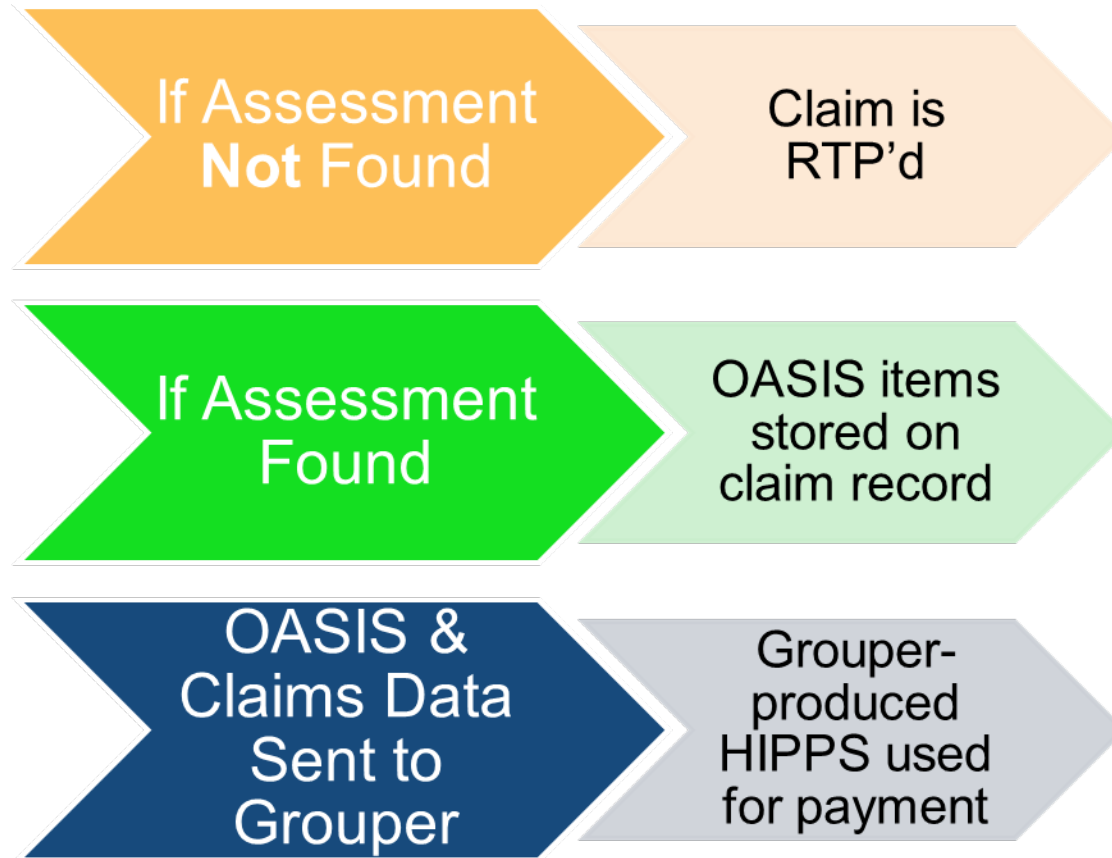 If Assessment
Not Found
Claim is
RTP’d
If Assessment
Found
OASIS items
stored on
claim record
OASIS &
Claims Data
Sent to
Grouper
Grouper-
produced
HIPPS used
for payment